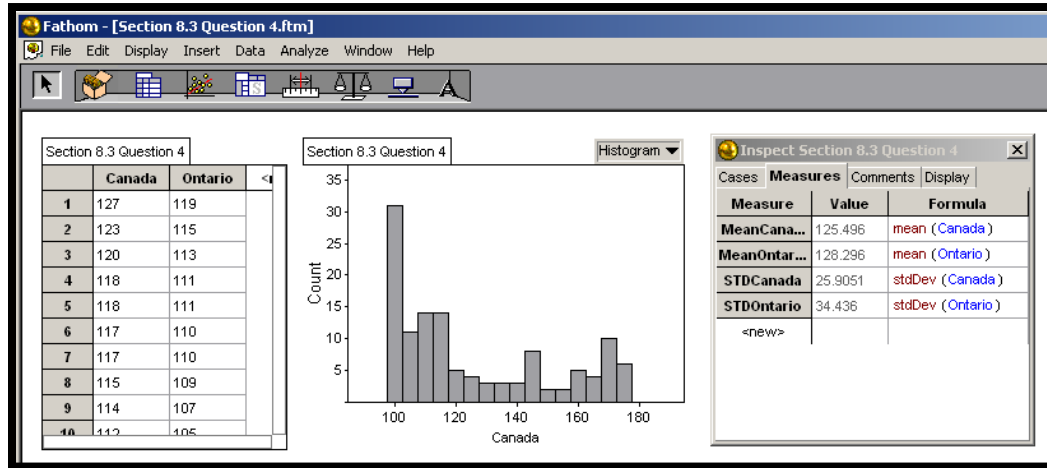 Fathom - [Section 8.3 Question 4.ftm]
File Edit Display Insert Data Analyze Window Help
Section 8.3 Question 4
Canada Ontario
1 127 119
2 123 115
3 120 113
4 118 111
5 118 111
6 117 110
7 117 110
8 115 109
9 114 107
10 112 105
Section 8.3 Question 4
Histogram
35
30
25
20
15
10
5
Count
100 120 140 160 180
Canada
Inspect Section 8.3 Question 4
Cases Measures Comments Display
Measure Value Formula
MeanCana... 125.496 mean (Canada)
MeanOntar... 128.296 mean (Ontario)
STDCanada 25.9051 stdDev (Canada)
STDOntario 34.436 stdDev (Ontario)
<new>